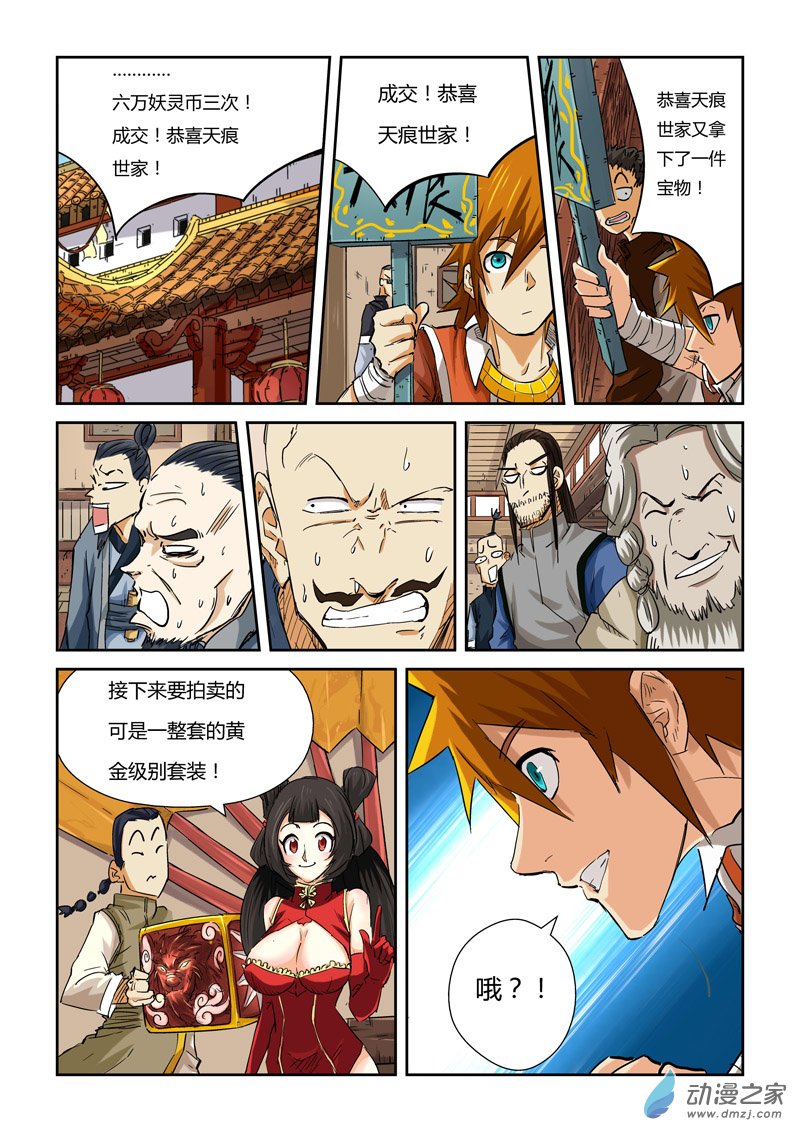 …………
六万妖灵币三次！
成交！恭喜天痕
世家！
成交！恭喜
天痕世家！
恭喜天痕
世家又拿
下了一件
宝物！
接下来要拍卖的
可是一整套的黄
金级别套装！
哦？！
动漫之家
www.dmzj.com